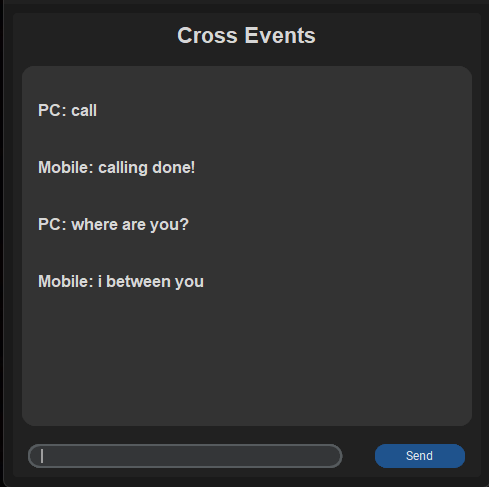 Cross Events
PC: call
Mobile: calling done!
PC: where are you?
Mobile: i between you
Send